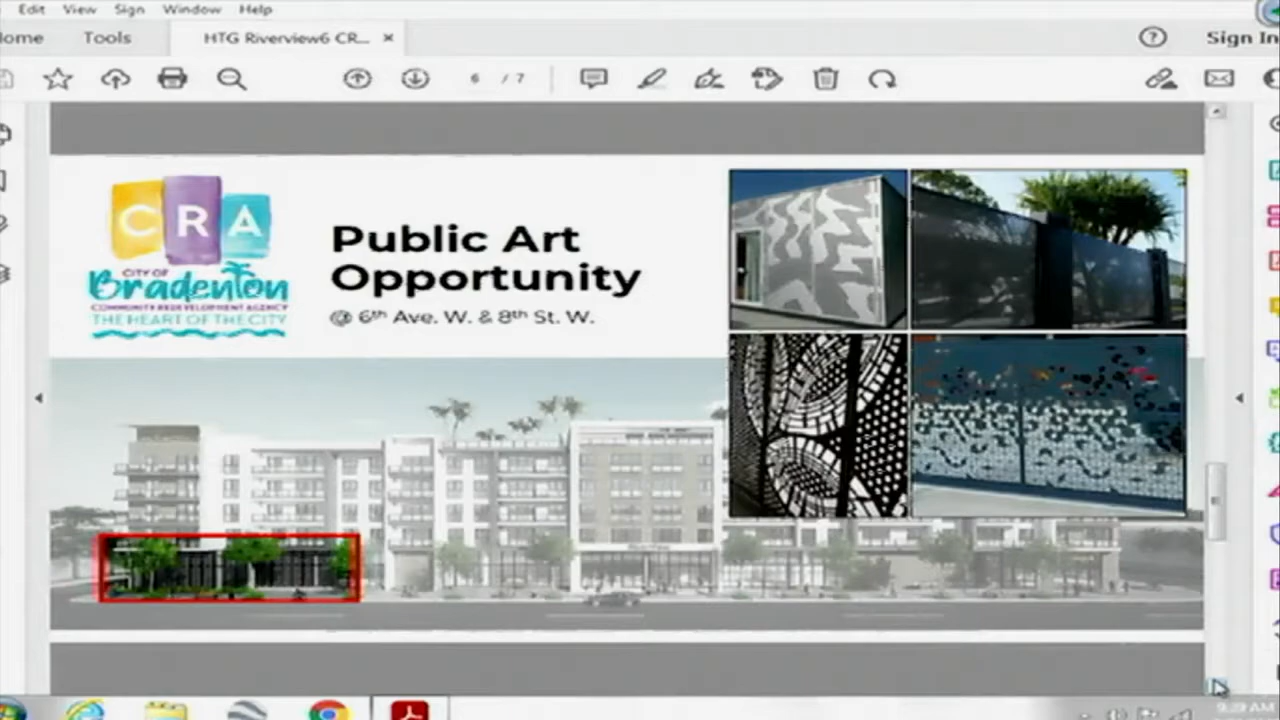 Edit View Sign Window Help
Home Tools HTG Riverview6 CR... × Sign In
6 / 7
CRA
CITY OF
Bradenton
COMMUNITY REDEVELOPMENT AGENCY
THE HEART OF THE CITY
Public Art
Opportunity
@ 6th Ave. W. & 8th St. W.